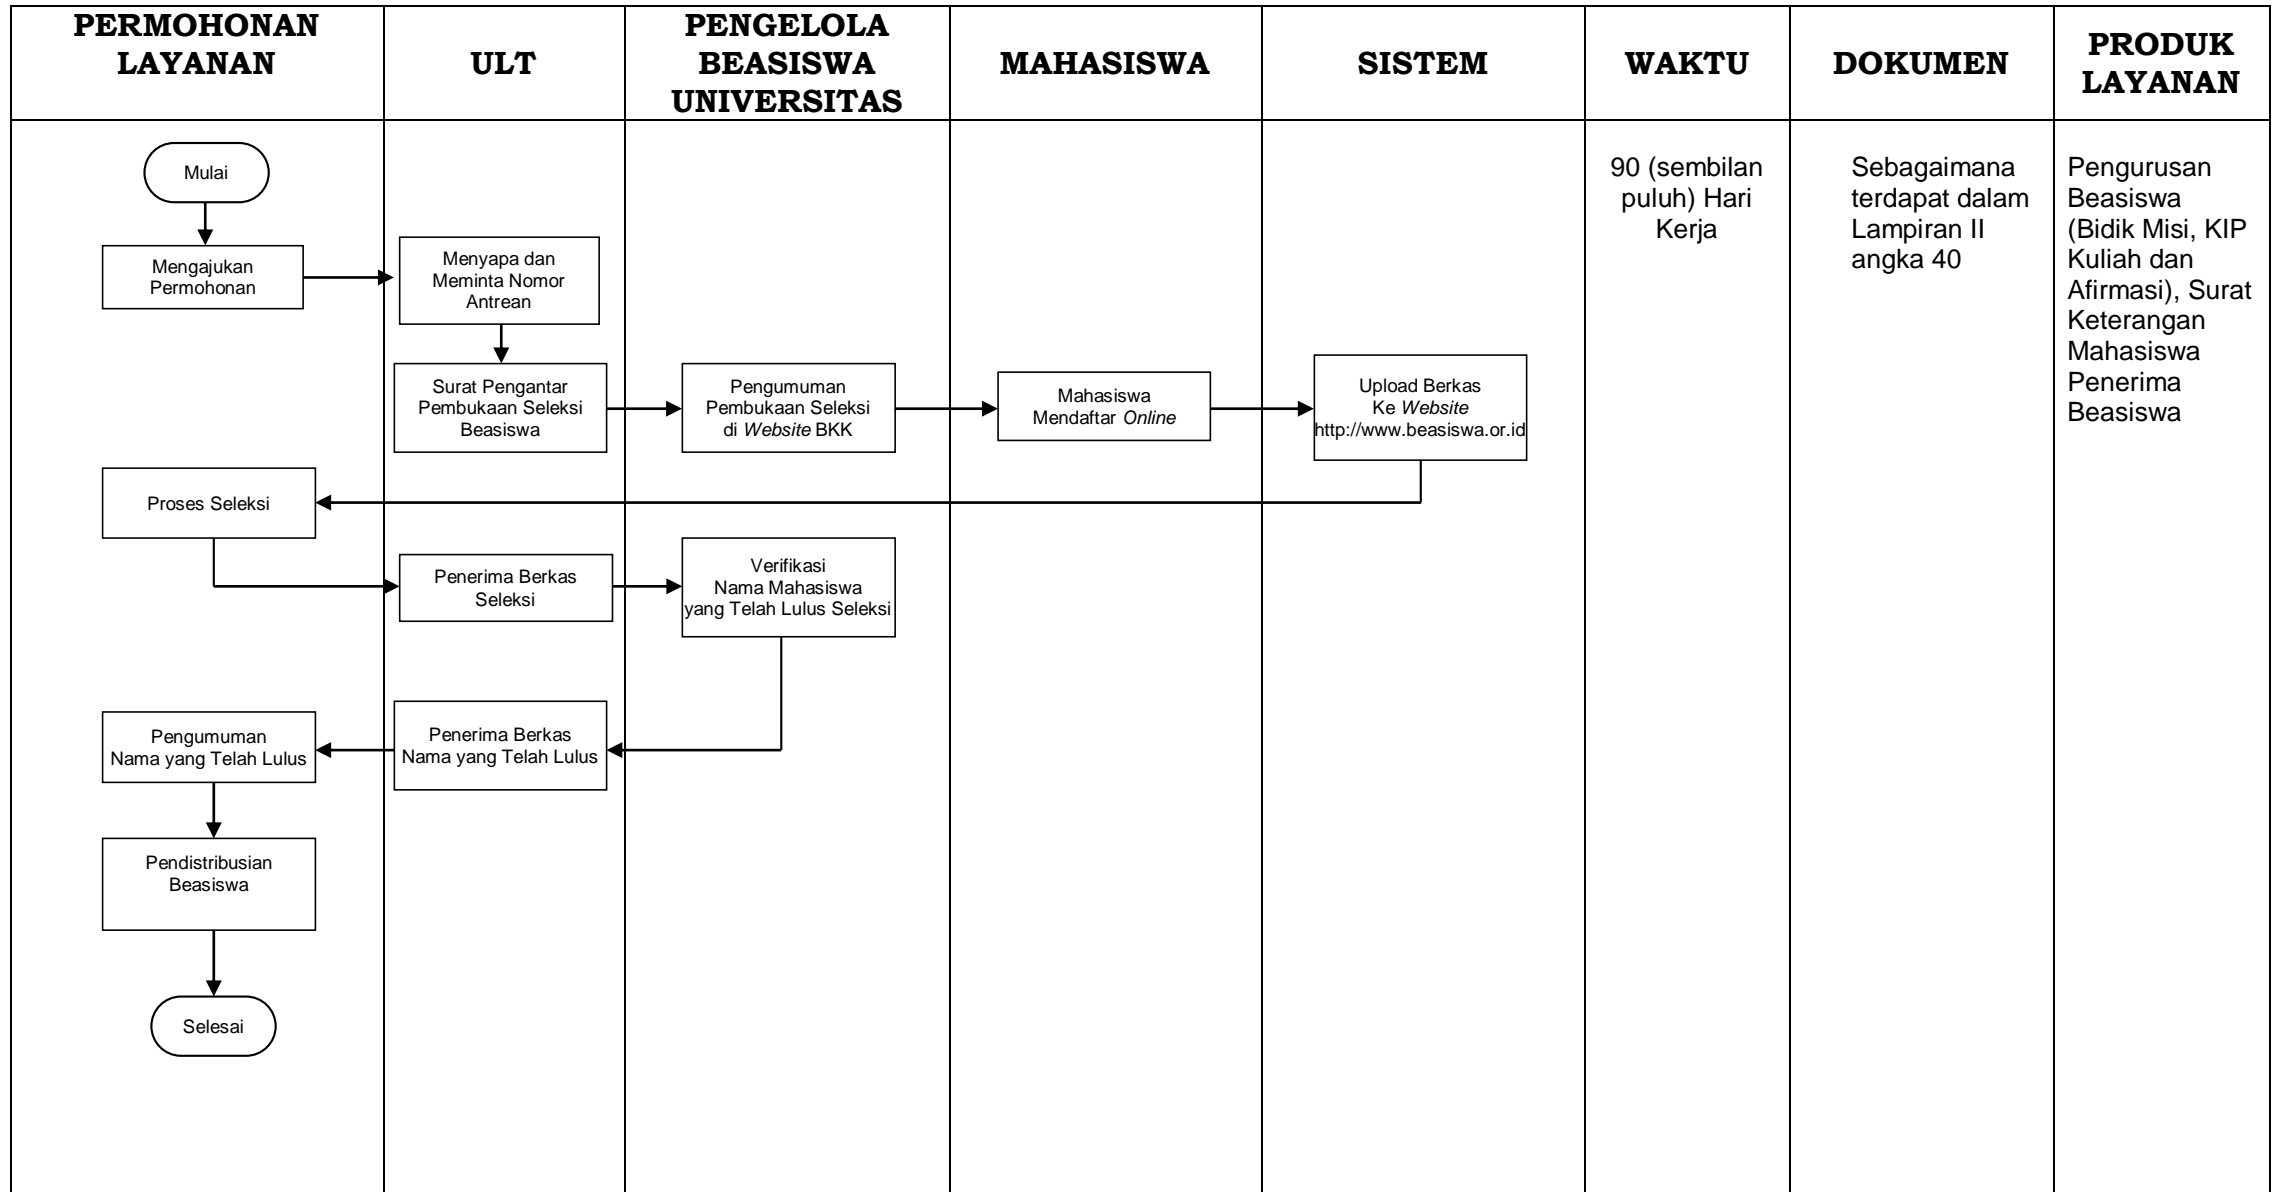 PERMOHONAN
LAYANAN
ULT
PENGELOLA
BEASISWA
UNIVERSITAS
MAHASISWA
SISTEM
WAKTU
DOKUMEN
PRODUK
LAYANAN
Mulai
Mengajukan
Permohonan
Menyapa dan
Meminta Nomor
Antrean
Surat Pengantar
Pembukaan Seleksi
Beasiswa
Pengumuman
Pembukaan Seleksi
di Website BKK
Mahasiswa
Mendaftar Online
Upload Berkas
Ke Website
http://www.beasiswa.or.id
Proses Seleksi
Penerima Berkas
Seleksi
Verifikasi
Nama Mahasiswa
yang Telah Lulus Seleksi
Penerima Berkas
Nama yang Telah Lulus
Pengumuman
Nama yang Telah Lulus
Pendistribusian
Beasiswa
Selesai
90 (sembilan
puluh) Hari
Kerja
Sebagaimana
terdapat dalam
Lampiran II
angka 40
Pengurusan
Beasiswa
(Bidik Misi, KIP
Kuliah dan
Afirmasi), Surat
Keterangan
Mahasiswa
Penerima
Beasiswa